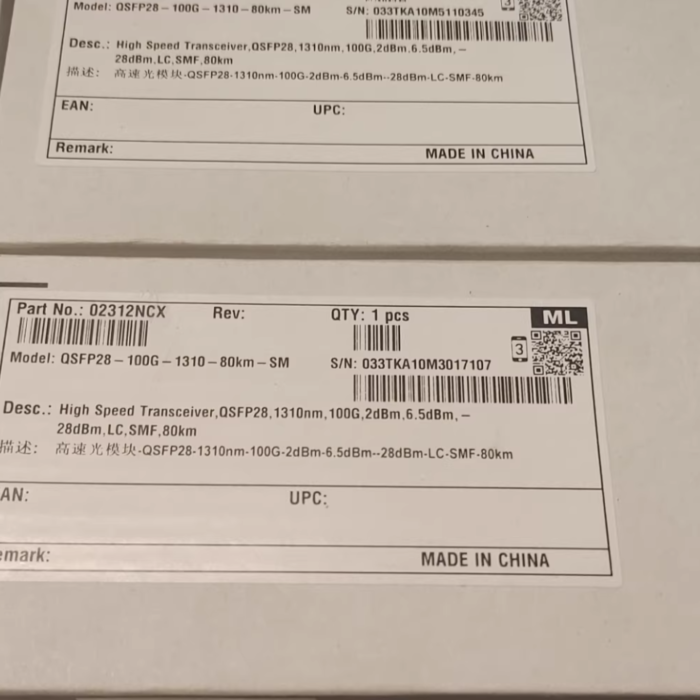 Model: QSFP28-100G-1310-80km-SM
S/N: 033TKA10M5110345
3
Desc.: High Speed Transceiver,QSFP28,1310nm,100G,2dBm,6.5dBm,-
28dBm,LC,SMF,80km
描述: 高速光模块-QSFP28-1310nm-100G-2dBm-6.5dBm--28dBm-LC-SMF-80km
EAN:
UPC:
Remark:
MADE IN CHINA
Part No.: 02312NCX
Rev:
QTY: 1 pcs
ML
3
Model: QSFP28-100G-1310-80km-SM
S/N: 033TKA10M3017107
Desc.: High Speed Transceiver,QSFP28,1310nm,100G,2dBm,6.5dBm,-
28dBm,LC,SMF,80km
描述: 高速光模块-QSFP28-1310nm-100G-2dBm-6.5dBm--28dBm-LC-SMF-80km
AN:
UPC:
emark:
MADE IN CHINA